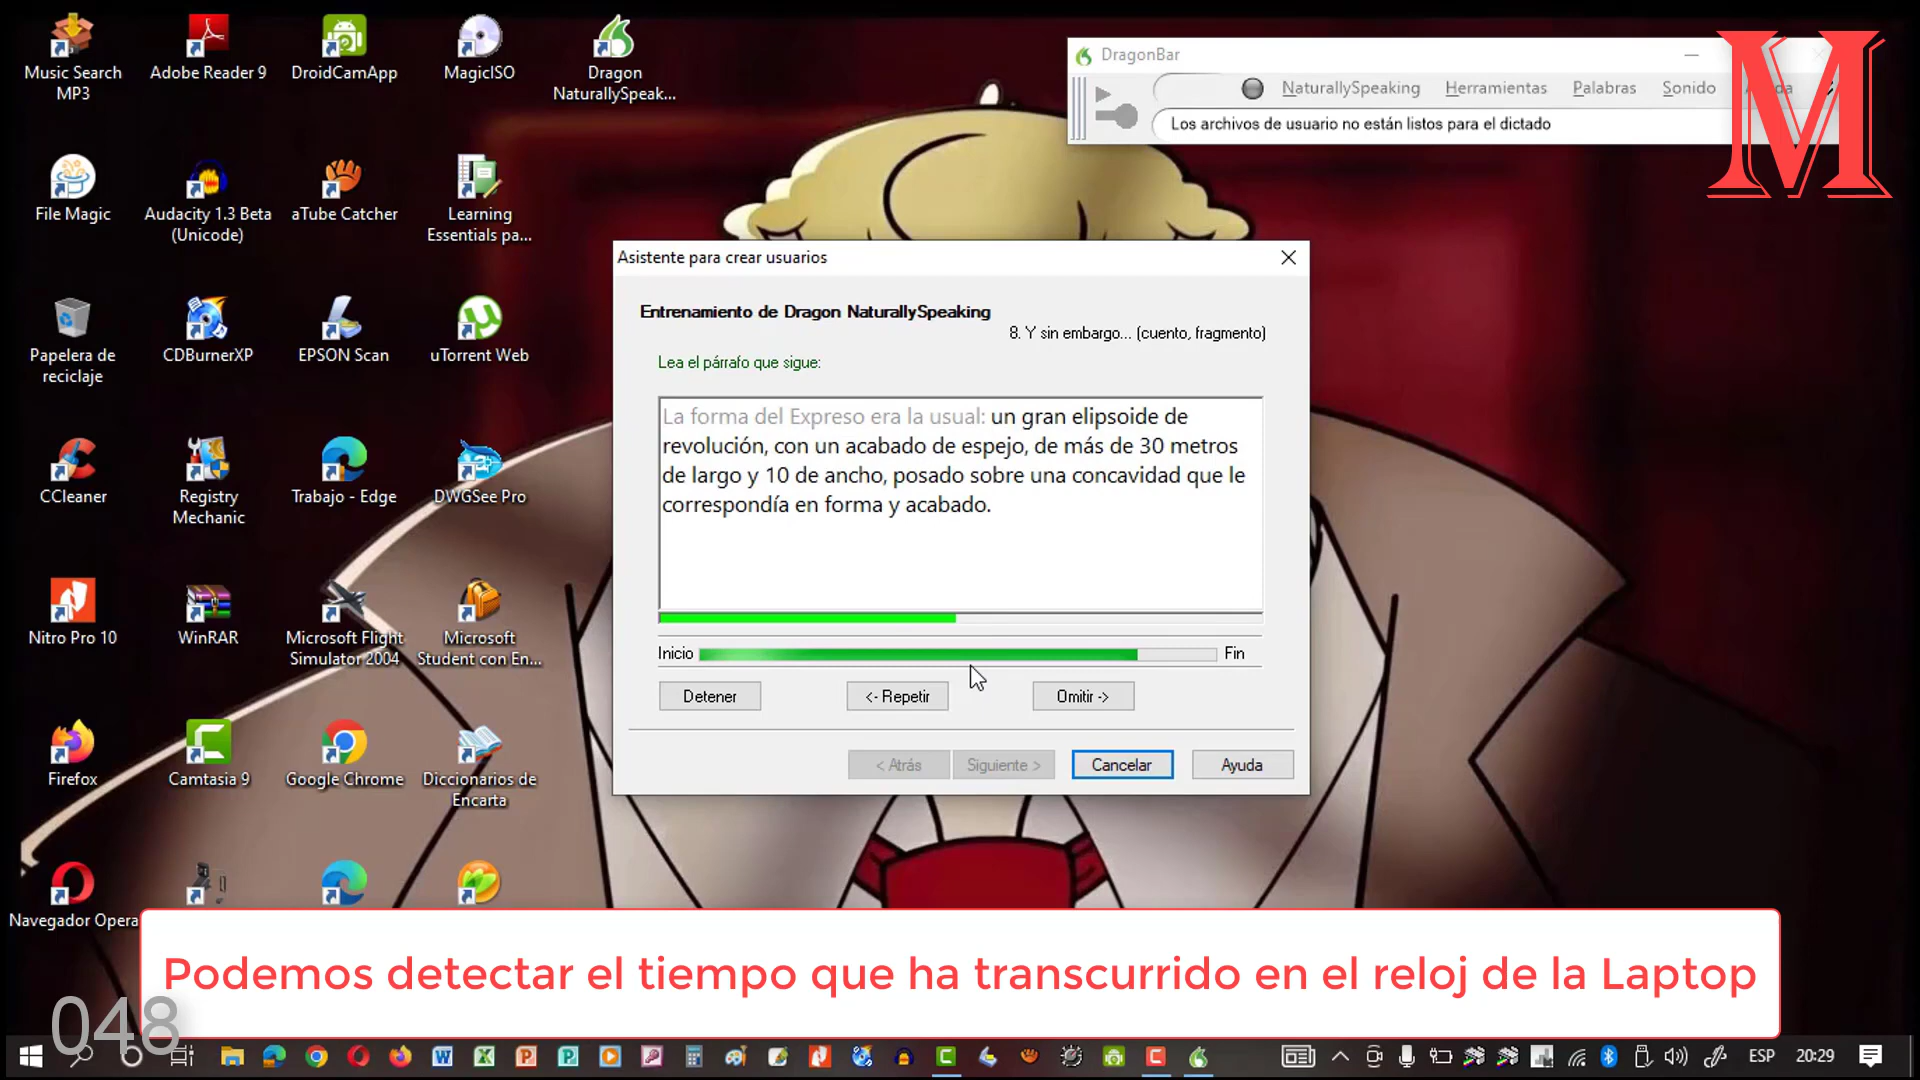 Music Search
MP3
Adobe Reader 9
DroidCamApp
MagicISO
Dragon
NaturallySpeak...
DragonBar
NaturallySpeaking
Herramientas
Palabras
Sonido
Los archivos de usuario no están listos para el dictado
M
File Magic
Audacity 1.3 Beta
(Unicode)
aTube Catcher
Learning
Essentials pa...
Asistente para crear usuarios
Entrenamiento de Dragon NaturallySpeaking
8. Y sin embargo... (cuento, fragmento)
Lea el párrafo que sigue:
La forma del Expreso era la usual: un gran elipsoide de
revolución, con un acabado de espejo, de más de 30 metros
de largo y 10 de ancho, posado sobre una concavidad que le
correspondía en forma y acabado.
Inicio
Fin
Detener
<- Repetir
Omitir ->
< Atrás
Siguiente >
Cancelar
Ayuda
Papelera de
reciclaje
CDBurnerXP
EPSON Scan
uTorrent Web
CCleaner
Registry
Mechanic
Trabajo - Edge
DWGSee Pro
Nitro Pro 10
WinRAR
Microsoft Flight
Simulator 2004
Microsoft
Student con En...
Firefox
Camtasia 9
Google Chrome
Diccionarios de
Encarta
Navegador Opera
Podemos detectar el tiempo que ha transcurrido en el reloj de la Laptop
048
ESP
20:29